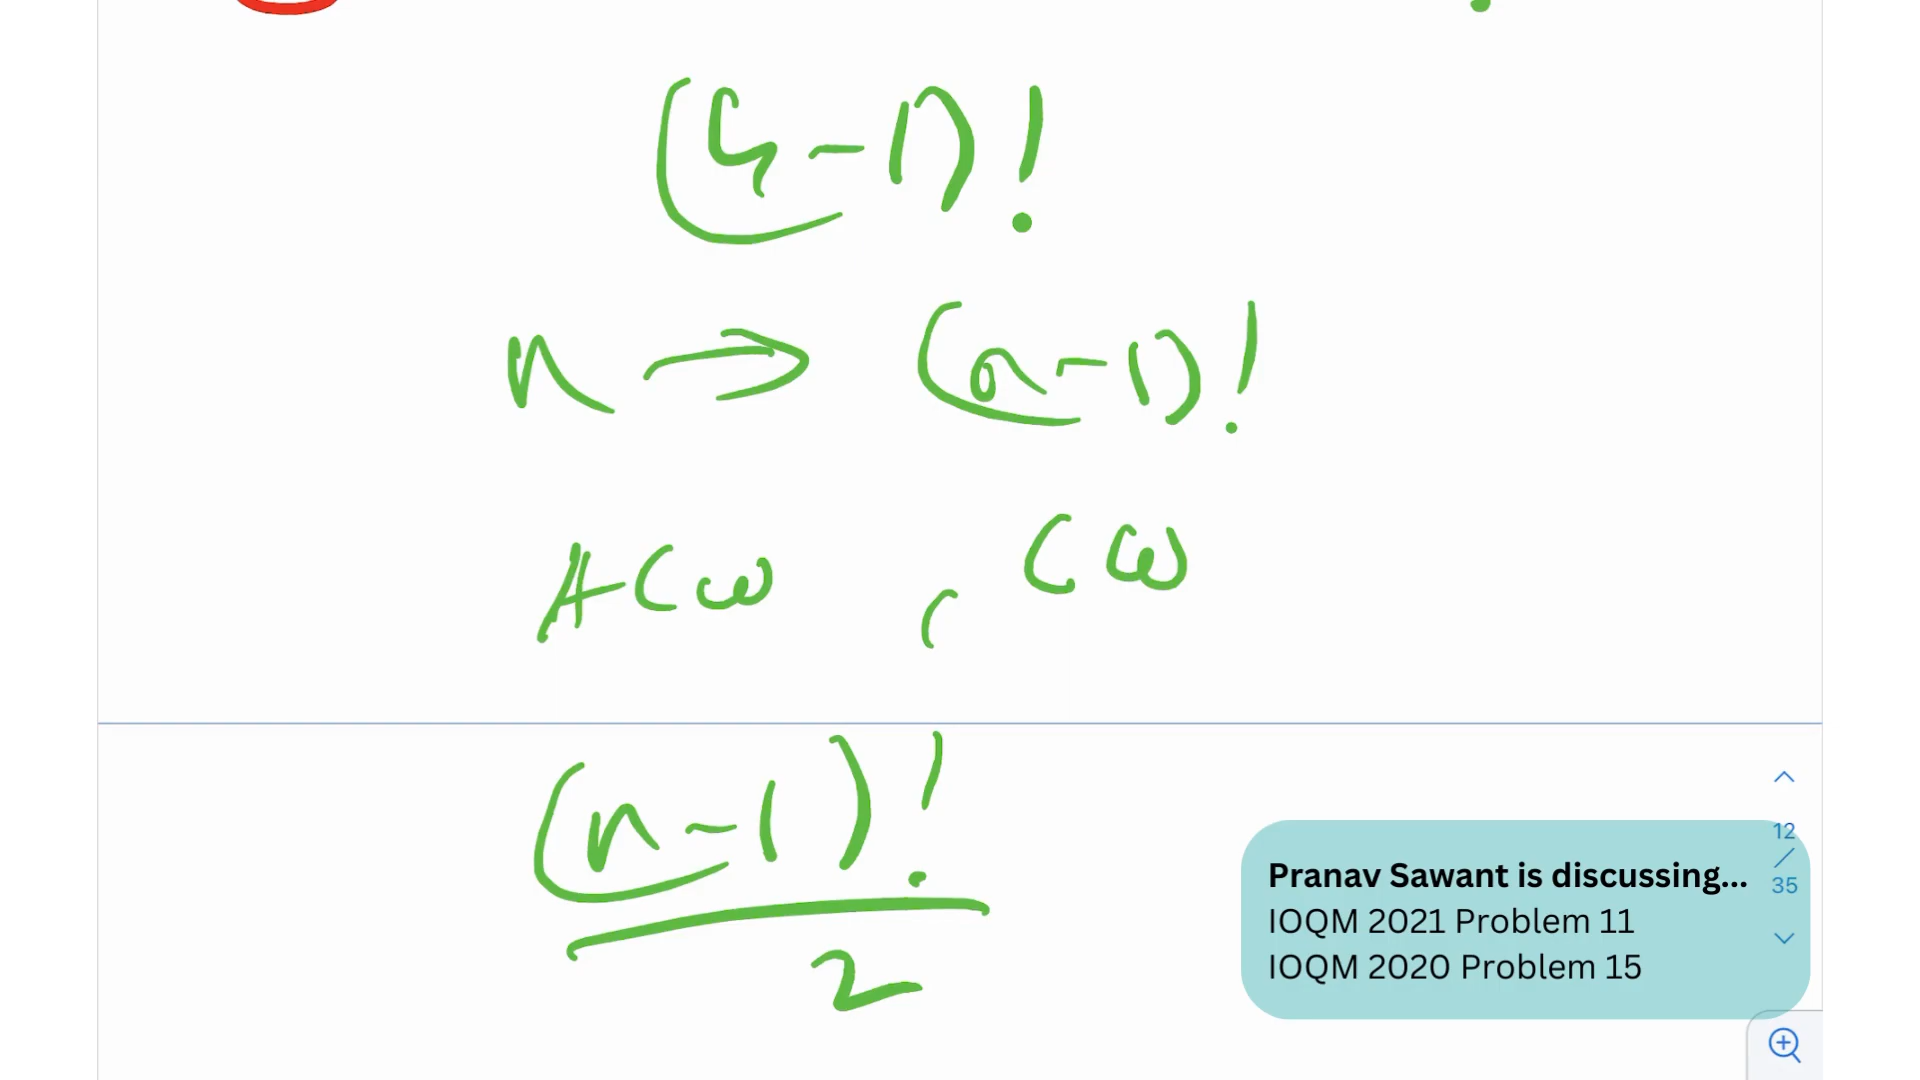 (4-1)!
n → (n-1)!
ACW , CW
(n-1)!
2
12
/
35
Pranav Sawant is discussing...
IOQM 2021 Problem 11
IOQM 2020 Problem 15